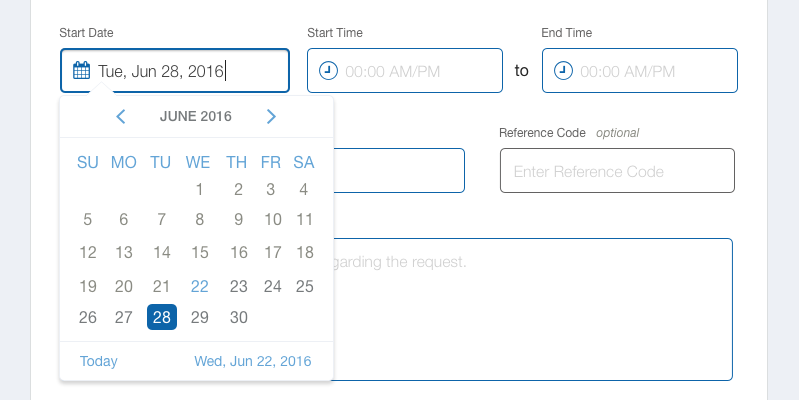 Start Date
Start Time
End Time
Tue, Jun 28, 2016
00:00 AM/PM
to
00:00 AM/PM
JUNE 2016
Reference Code optional
SU MO TU WE TH FR SA
Enter Reference Code
1 2 3 4
5 6 7 8 9 10 11
12 13 14 15 16 17 18
garding the request.
19 20 21 22 23 24 25
26 27 28 29 30
Today Wed, Jun 22, 2016